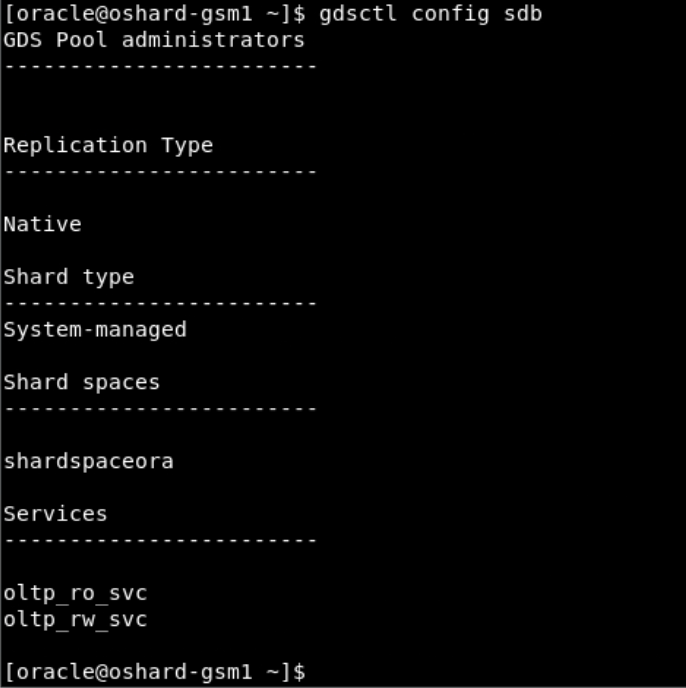 [oracle@oshard-gsm1 ~]$ gdsctl config sdb
GDS Pool administrators
------------------------
Replication Type
------------------------
Native
Shard type
------------------------
System-managed
Shard spaces
------------------------
shardspaceora
Services
------------------------
oltp_ro_svc
oltp_rw_svc
[oracle@oshard-gsm1 ~]$